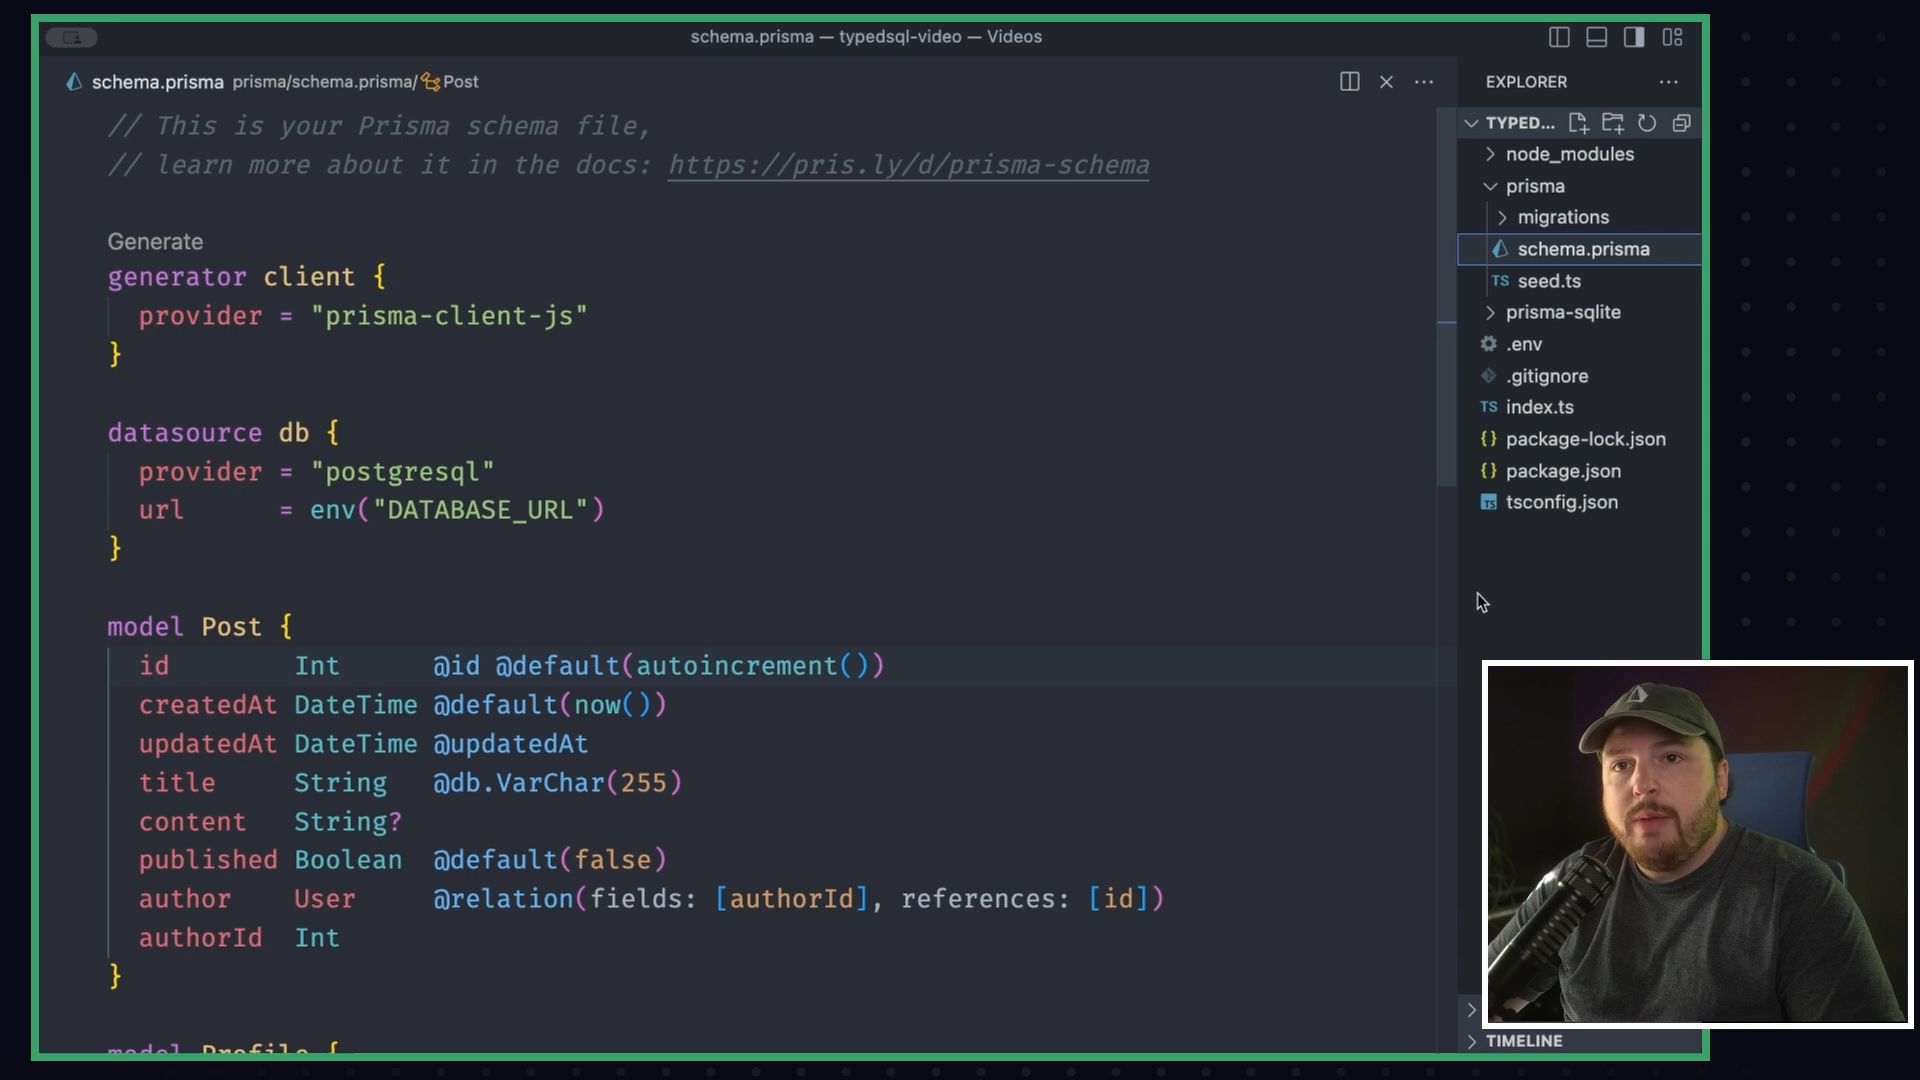 schema.prisma — typedsql-video — Videos
schema.prisma prisma/schema.prisma/ Post
// This is your Prisma schema file,
// learn more about it in the docs: https://pris.ly/d/prisma-schema
Generate
generator client {
provider = "prisma-client-js"
}
datasource db {
provider = "postgresql"
url = env("DATABASE_URL")
}
model Post {
id Int @id @default(autoincrement())
createdAt DateTime @default(now())
updatedAt DateTime @updatedAt
title String @db.VarChar(255)
content String?
published Boolean @default(false)
author User @relation(fields: [authorId], references: [id])
authorId Int
}
model Profile {
EXPLORER
TYPED...
node_modules
prisma
migrations
schema.prisma
TS seed.ts
prisma-sqlite
.env
.gitignore
TS index.ts
{} package-lock.json
{} package.json
TS tsconfig.json
TIMELINE